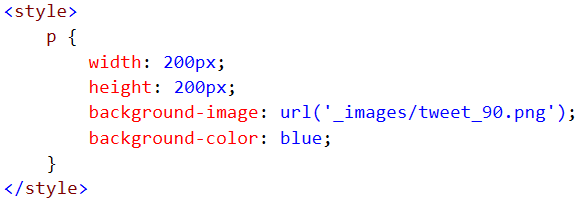 <style>
p {
width: 200px;
height: 200px;
background-image: url('_images/tweet_90.png');
background-color: blue;
}
</style>